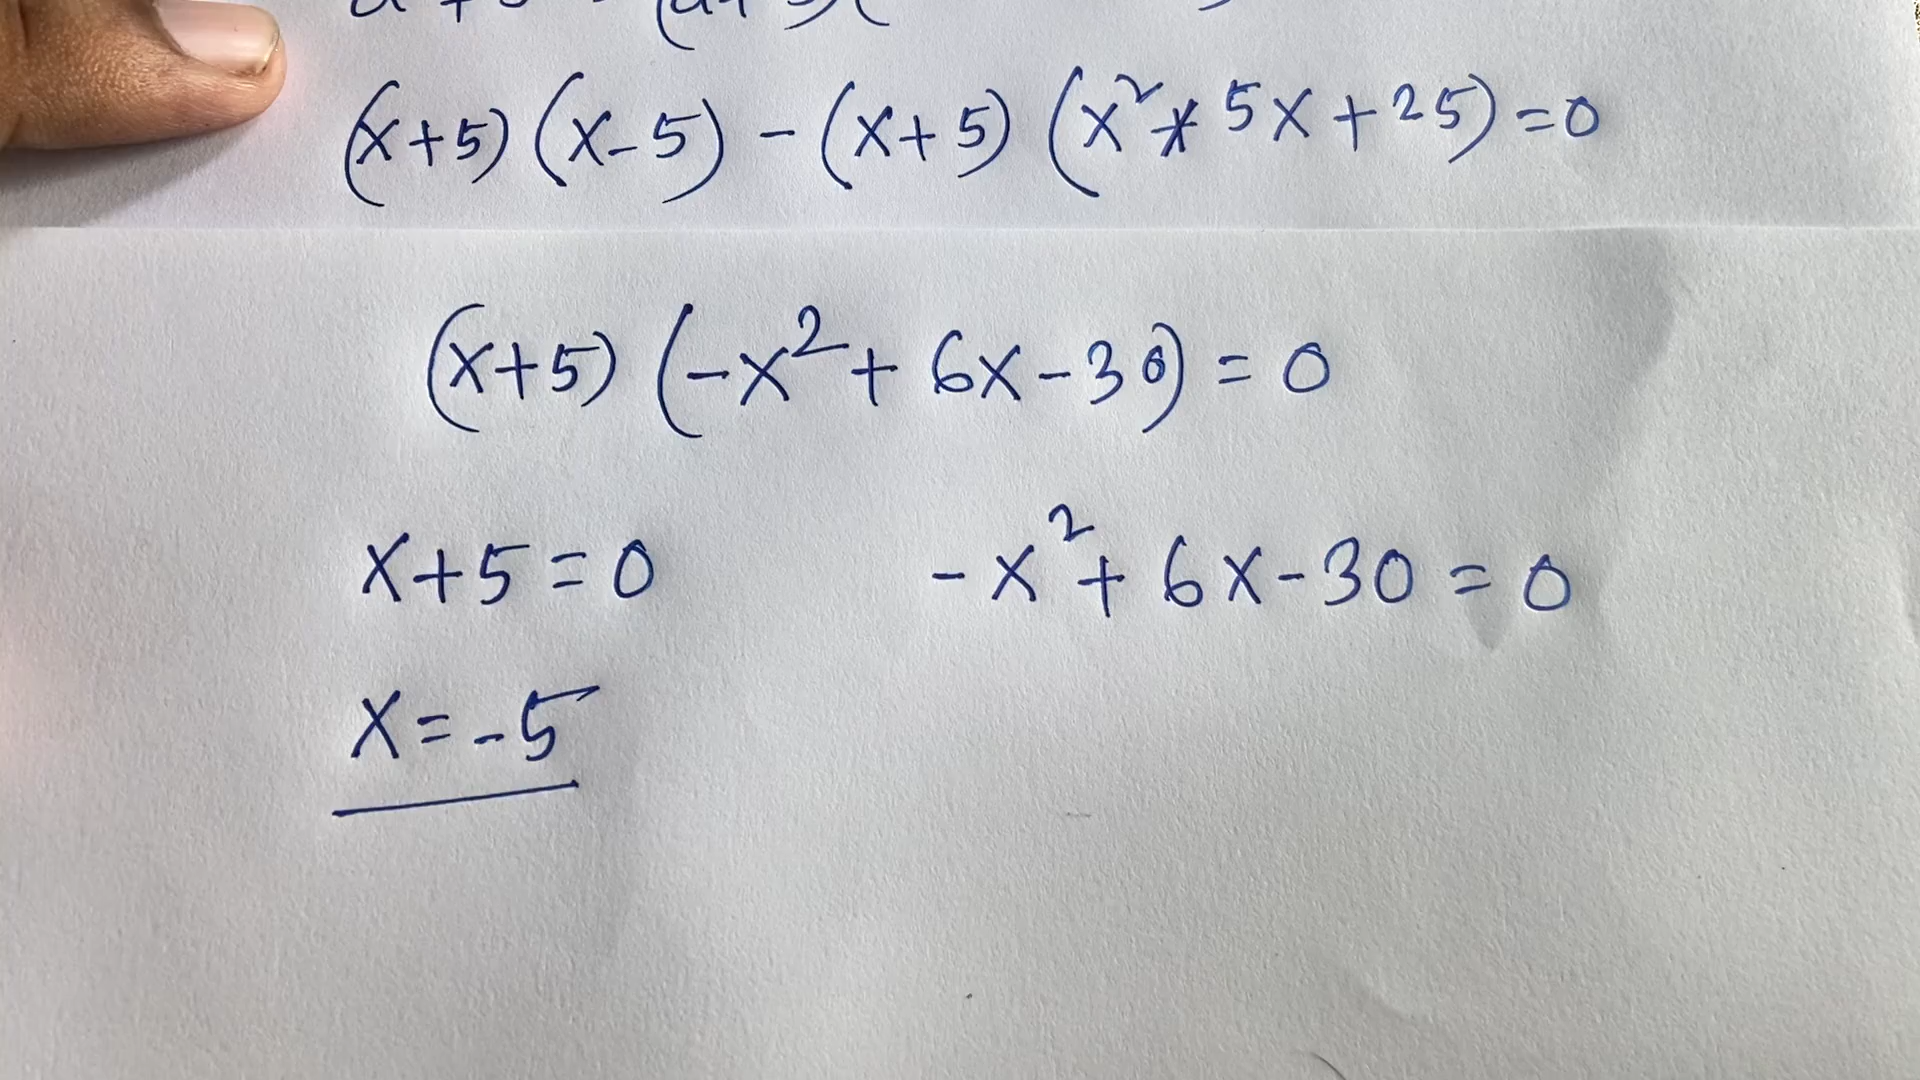 (x+5) (x-5) - (x+5) (x² - 5x + 25) = 0
(x+5) (-x² + 6x - 30) = 0
x+5 = 0    -x² + 6x - 30 = 0
x = -5